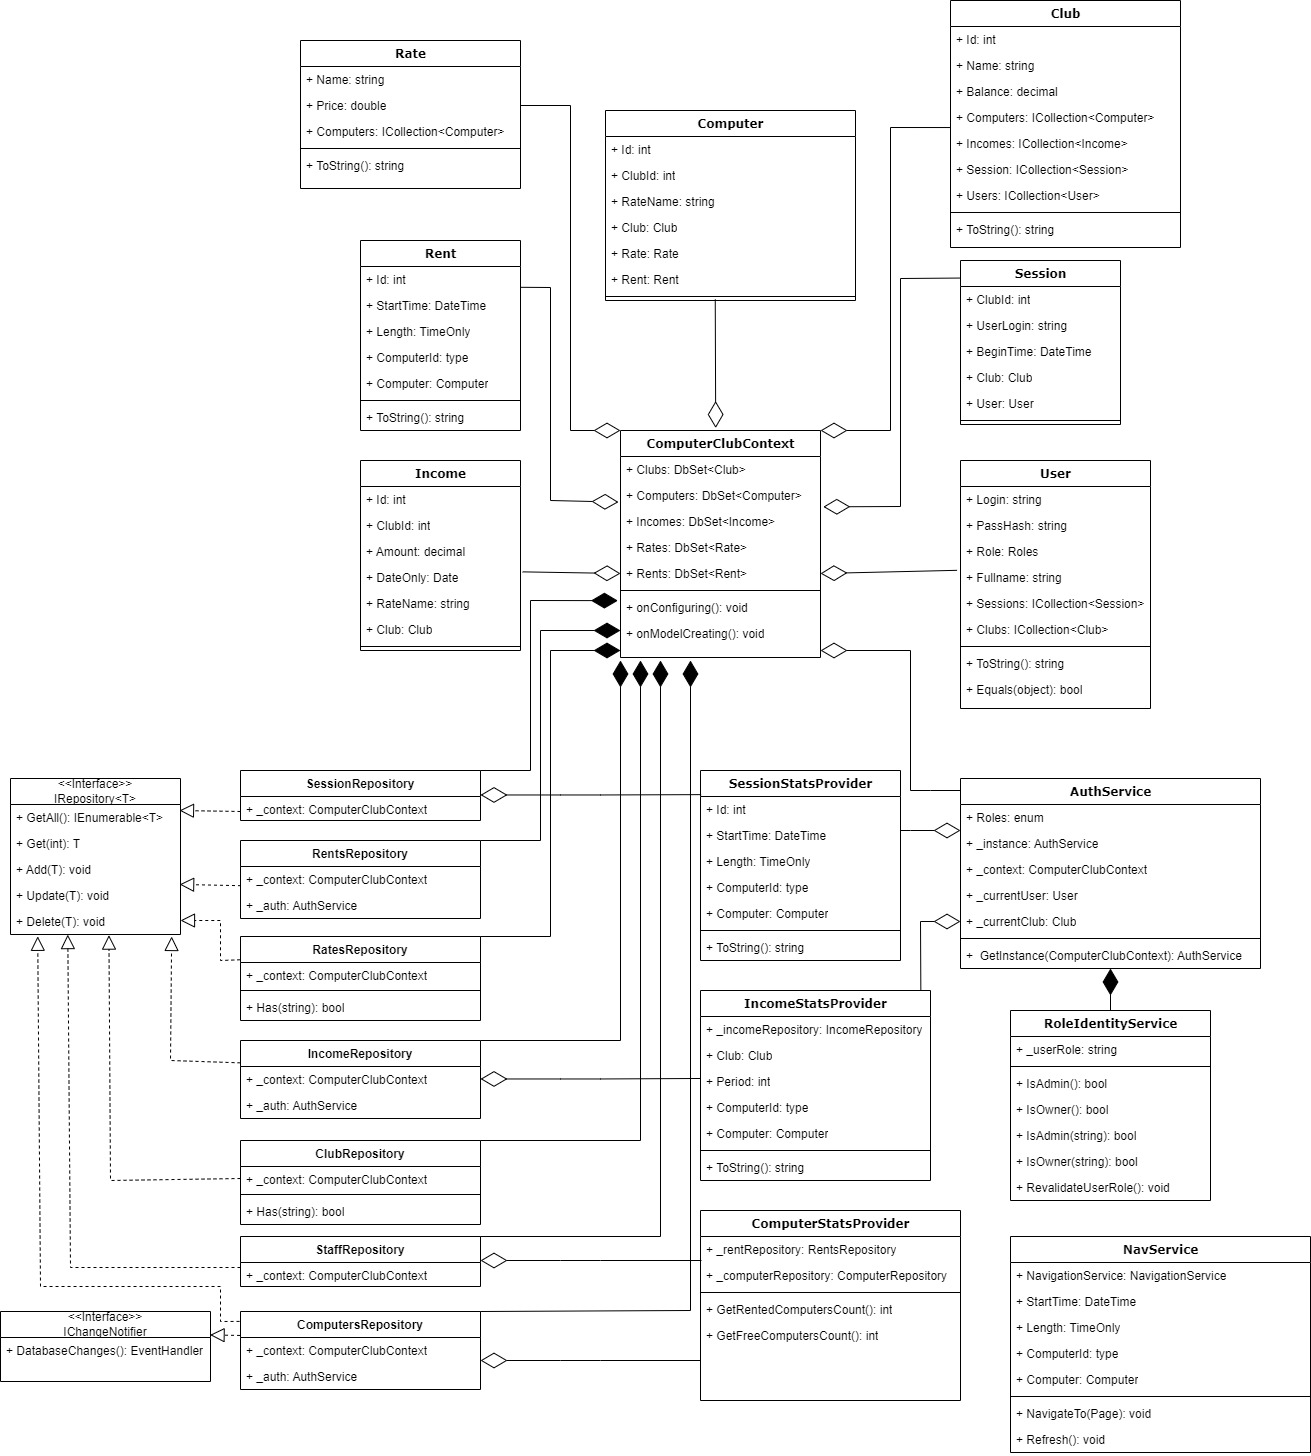 Rate
+ Name: string
+ Price: double
+ Computers: ICollection<Computer>
+ ToString(): string
Computer
+ Id: int
+ ClubId: int
+ RateName: string
+ Club: Club
+ Rate: Rate
+ Rent: Rent
Club
+ Id: int
+ Name: string
+ Balance: decimal
+ Computers: ICollection<Computer>
+ Incomes: ICollection<Income>
+ Session: ICollection<Session>
+ Users: ICollection<User>
+ ToString(): string
Rent
+ Id: int
+ StartTime: DateTime
+ Length: TimeOnly
+ ComputerId: type
+ Computer: Computer
+ ToString(): string
Session
+ ClubId: int
+ UserLogin: string
+ BeginTime: DateTime
+ Club: Club
+ User: User
Income
+ Id: int
+ ClubId: int
+ Amount: decimal
+ DateOnly: Date
+ RateName: string
+ Club: Club
ComputerClubContext
+ Clubs: DbSet<Club>
+ Computers: DbSet<Computer>
+ Incomes: DbSet<Income>
+ Rates: DbSet<Rate>
+ Rents: DbSet<Rent>
+ onConfiguring(): void
+ onModelCreating(): void
User
+ Login: string
+ PassHash: string
+ Role: Roles
+ Fullname: string
+ Sessions: ICollection<Session>
+ Clubs: ICollection<Club>
+ ToString(): string
+ Equals(object): bool
<<Interface>>
IRepository<T>
+ GetAll(): IEnumerable<T>
+ Get(int): T
+ Add(T): void
+ Update(T): void
+ Delete(T): void
SessionRepository
+ _context: ComputerClubContext
RentsRepository
+ _context: ComputerClubContext
+ _auth: AuthService
RatesRepository
+ _context: ComputerClubContext
+ Has(string): bool
IncomeRepository
+ _context: ComputerClubContext
+ _auth: AuthService
ClubRepository
+ _context: ComputerClubContext
+ Has(string): bool
StaffRepository
+ _context: ComputerClubContext
<<Interface>>
IChangeNotifier
+ DatabaseChanges(): EventHandler
ComputersRepository
+ _context: ComputerClubContext
+ _auth: AuthService
SessionStatsProvider
+ Id: int
+ StartTime: DateTime
+ Length: TimeOnly
+ ComputerId: type
+ Computer: Computer
+ ToString(): string
IncomeStatsProvider
+ _incomeRepository: IncomeRepository
+ Club: Club
+ Period: int
+ ComputerId: type
+ Computer: Computer
+ ToString(): string
ComputerStatsProvider
+ _rentRepository: RentsRepository
+ _computerRepository: ComputerRepository
+ GetRentedComputersCount(): int
+ GetFreeComputersCount(): int
AuthService
+ Roles: enum
+ _instance: AuthService
+ _context: ComputerClubContext
+ _currentUser: User
+ _currentClub: Club
+ GetInstance(ComputerClubContext): AuthService
RoleIdentityService
+ _userRole: string
+ IsAdmin(): bool
+ IsOwner(): bool
+ IsAdmin(string): bool
+ IsOwner(string): bool
+ RevalidateUserRole(): void
NavService
+ NavigationService: NavigationService
+ StartTime: DateTime
+ Length: TimeOnly
+ ComputerId: type
+ Computer: Computer
+ NavigateTo(Page): void
+ Refresh(): void